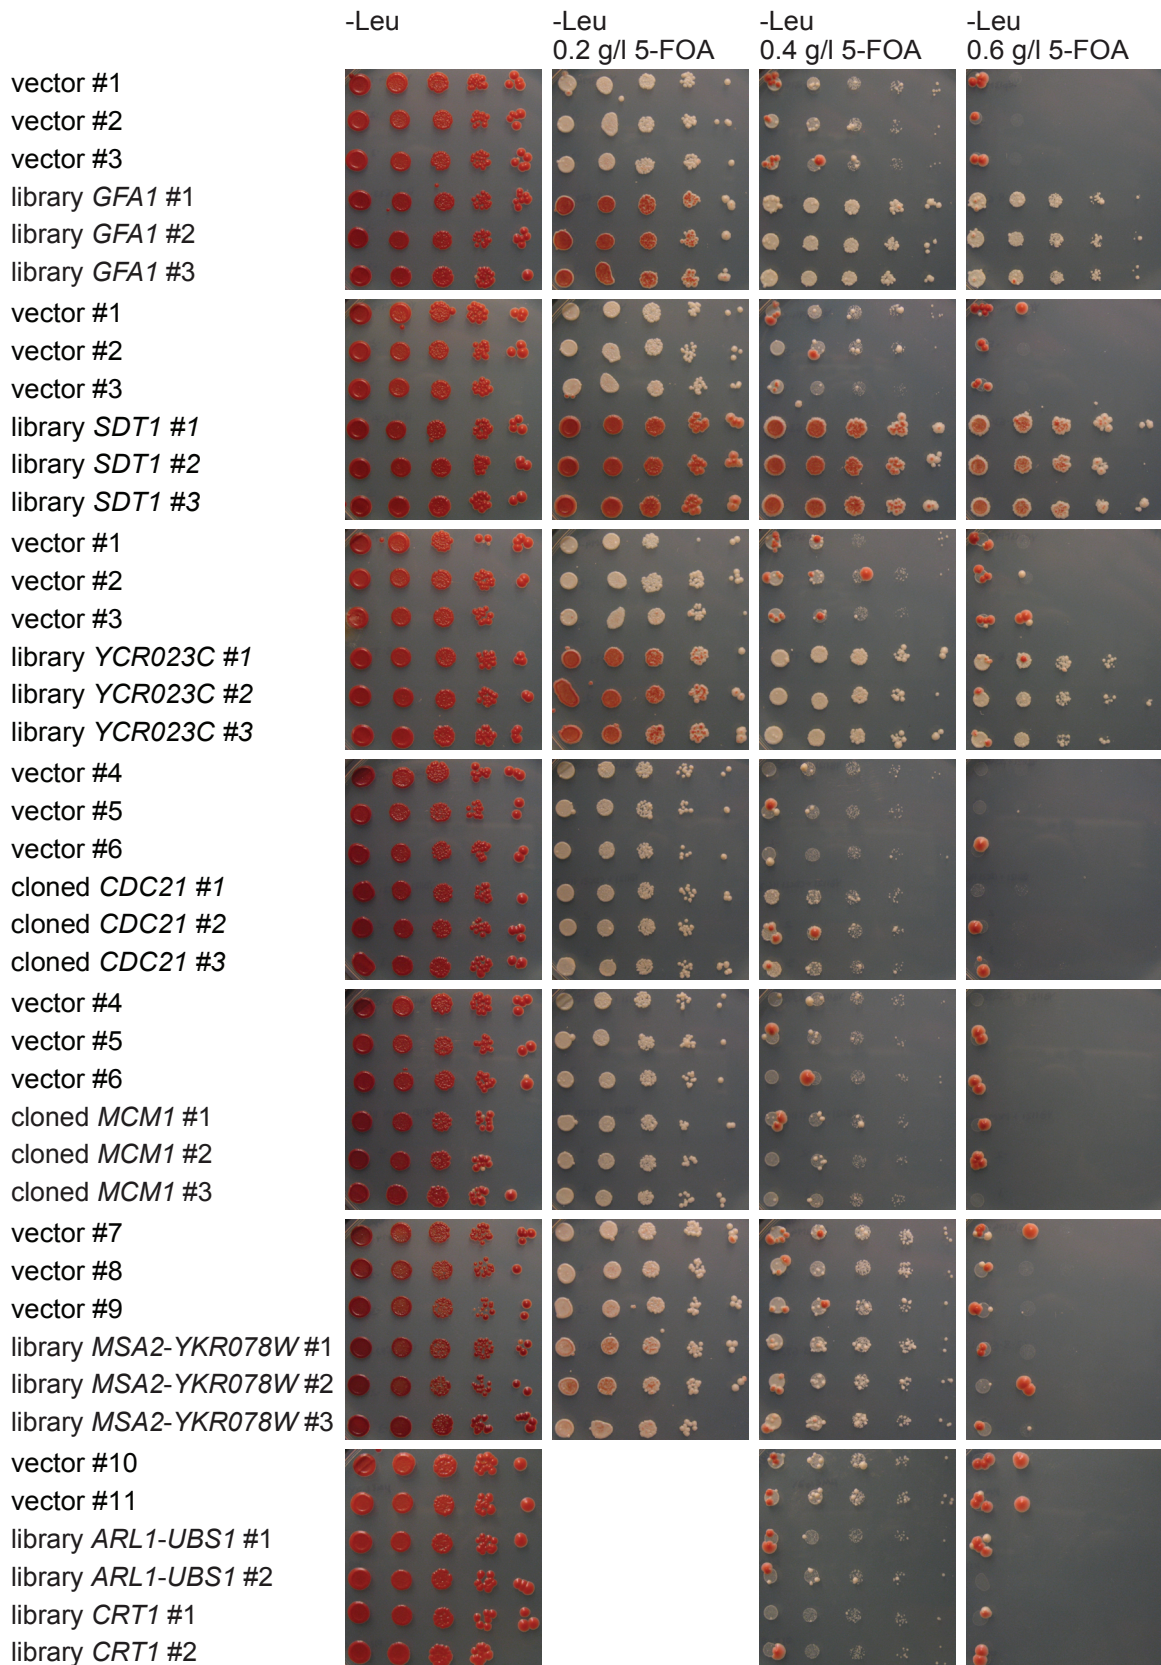 -Leu
-Leu
0.2 g/l 5-FOA
-Leu
0.4 g/l 5-FOA
-Leu
0.6 g/l 5-FOA
vector #1
vector #2
vector #3
library GFA1 #1
library GFA1 #2
library GFA1 #3
vector #1
vector #2
vector #3
library SDT1 #1
library SDT1 #2
library SDT1 #3
vector #1
vector #2
vector #3
library YCR023C #1
library YCR023C #2
library YCR023C #3
vector #4
vector #5
vector #6
cloned CDC21 #1
cloned CDC21 #2
cloned CDC21 #3
vector #4
vector #5
vector #6
cloned MCM1 #1
cloned MCM1 #2
cloned MCM1 #3
vector #7
vector #8
vector #9
library MSA2-YKR078W #1
library MSA2-YKR078W #2
library MSA2-YKR078W #3
vector #10
vector #11
library ARL1-UBS1 #1
library ARL1-UBS1 #2
library CRT1 #1
library CRT1 #2